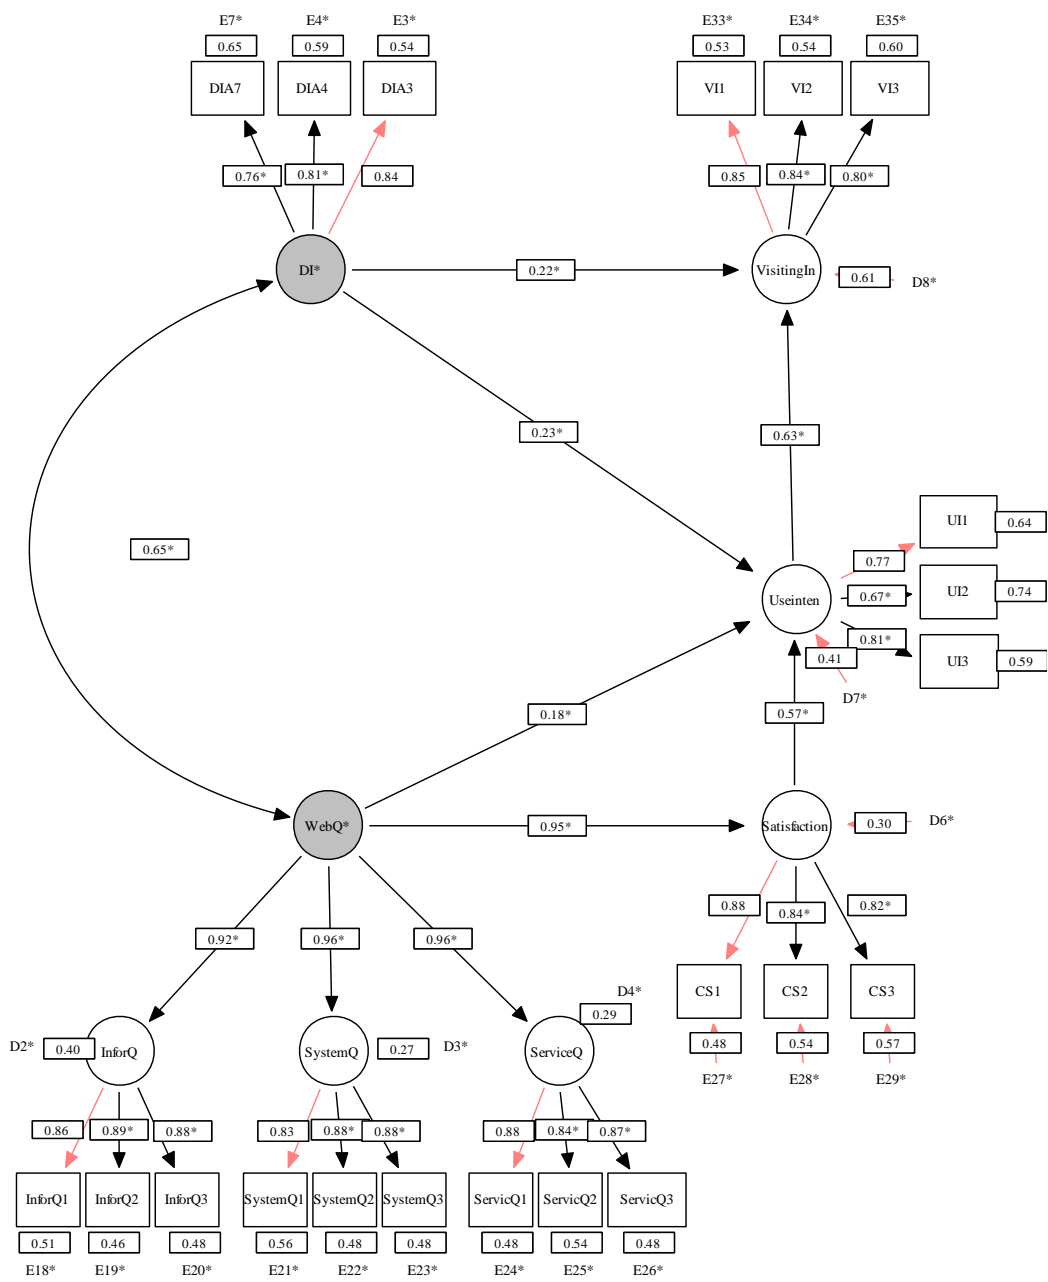 E7* E4* E3* E33* E34* E35*
0.65 0.59 0.54 0.53 0.54 0.60
DIA7 DIA4 DIA3 VI1 VI2 VI3
0.76* 0.81* 0.84 0.85 0.84* 0.80*
DI* 0.22* VisitingIn 0.61 D8*
0.23* 0.63*
UI1 0.64
0.65* 0.77
Useinten 0.67* UI2 0.74
0.81*
0.41 UI3 0.59
D7*
0.18* 0.57*
WebQ* 0.95* Satisfaction 0.30 D6*
0.88 0.84* 0.82*
0.92* 0.96* 0.96*
CS1 CS2 CS3
D4*
0.29
D2* 0.40 InforQ SystemQ 0.27 D3* ServiceQ
0.48 0.54 0.57
E27* E28* E29*
0.86 0.89* 0.88* 0.83 0.88* 0.88* 0.88 0.84* 0.87*
InforQ1 InforQ2 InforQ3 SystemQ1 SystemQ2 SystemQ3 ServicQ1 ServicQ2 ServicQ3
0.51 0.46 0.48 0.56 0.48 0.48 0.48 0.54 0.48
E18* E19* E20* E21* E22* E23* E24* E25* E26*